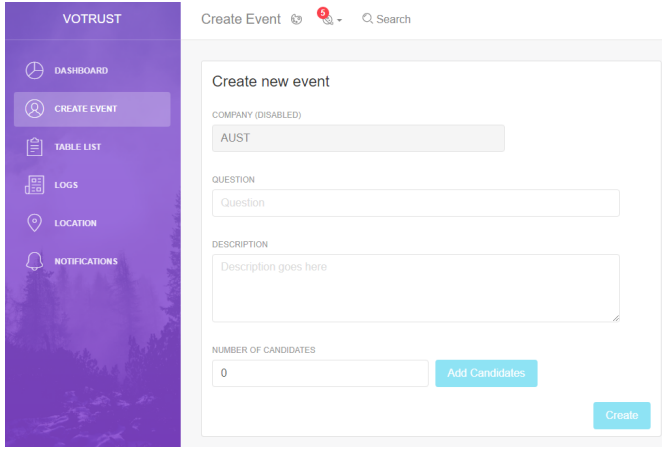 VOTRUST
Create Event
5
Search
DASHBOARD
CREATE EVENT
TABLE LIST
LOGS
LOCATION
NOTIFICATIONS
Create new event
COMPANY (DISABLED)
AUST
QUESTION
Question
DESCRIPTION
Description goes here
NUMBER OF CANDIDATES
0
Add Candidates
Create